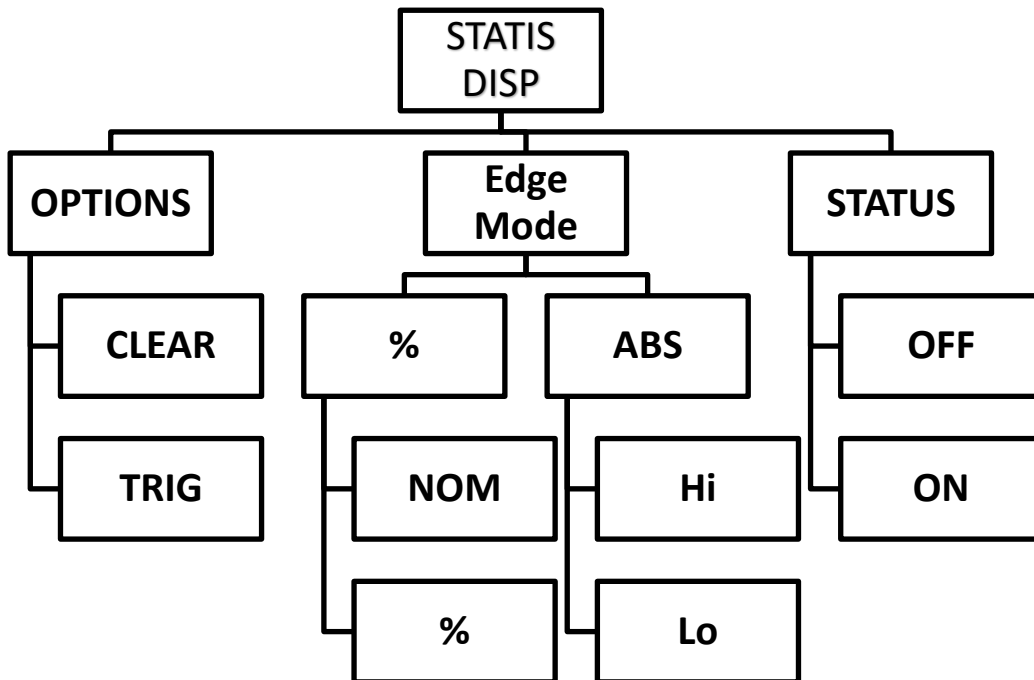 STATIS
DISP
OPTIONS
Edge
Mode
STATUS
CLEAR
%
ABS
OFF
TRIG
NOM
Hi
ON
%
Lo